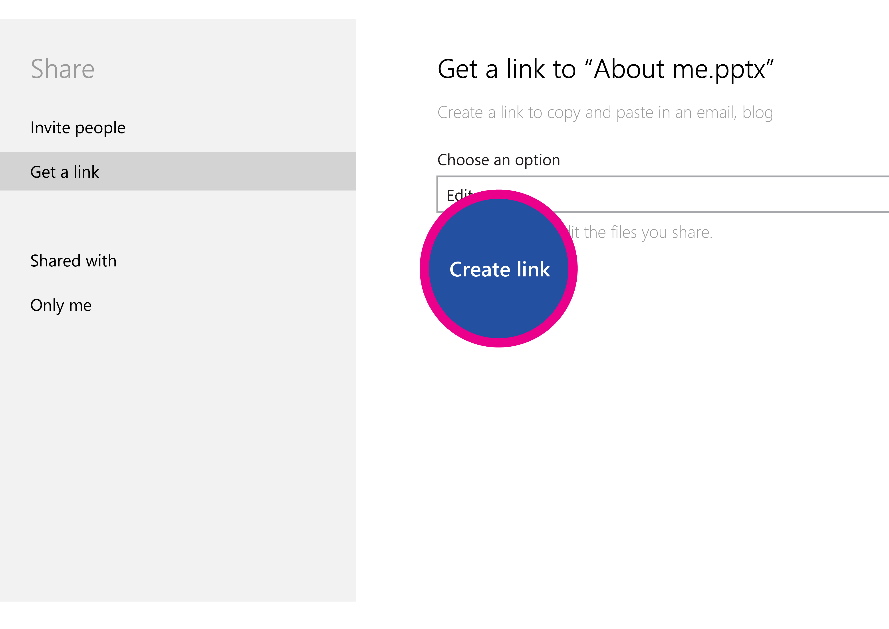 Share
Invite people
Get a link
Shared with
Only me
Get a link to “About me.pptx”
Create a link to copy and paste in an email, blog
Choose an option
Edit
the files you share.
Create link